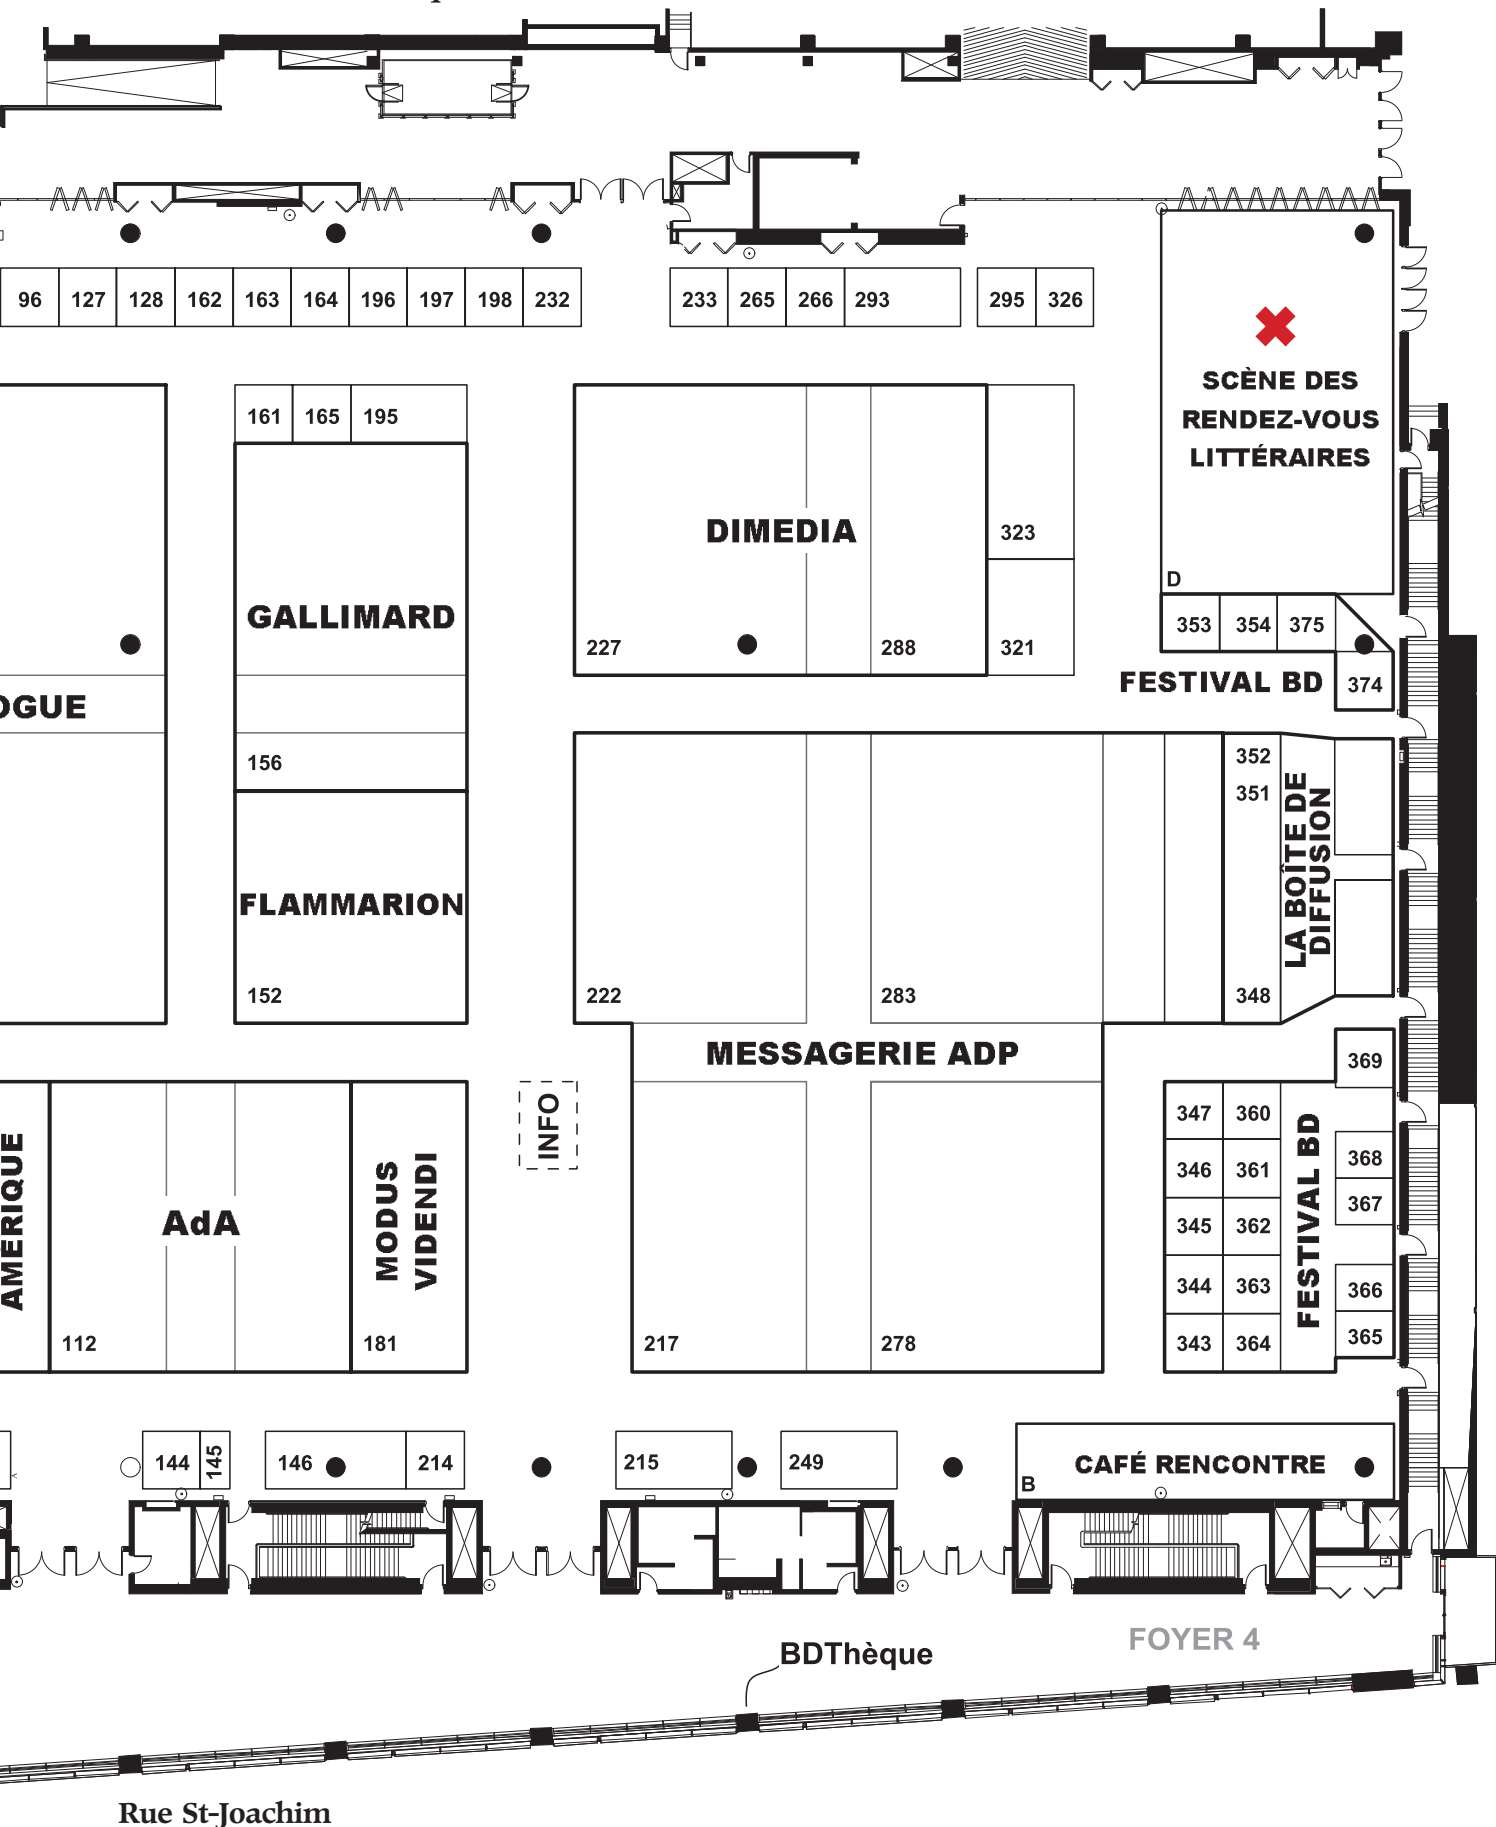 96 127 128 162 163 164 196 197 198 232 233 265 266 293 295 326
SCÈNE DES
RENDEZ-VOUS
LITTÉRAIRES
D
161 165 195
DIMEDIA
323
GALLIMARD
227 288 321
353 354 375
FESTIVAL BD 374
OGUE
156
352
351
LA BOÎTE DE
DIFFUSION
FLAMMARION
152 222 283 348
MESSAGERIE ADP
369
INFO
347 360
346 361
345 362
344 363
343 364
FESTIVAL BD
368
367
366
365
AMÉRIQUE
AdA
MODUS
VIDENDI
112 181 217 278
144 145 146 214 215 249
CAFÉ RENCONTRE
B
FOYER 4
BDThèque
Rue St-Joachim